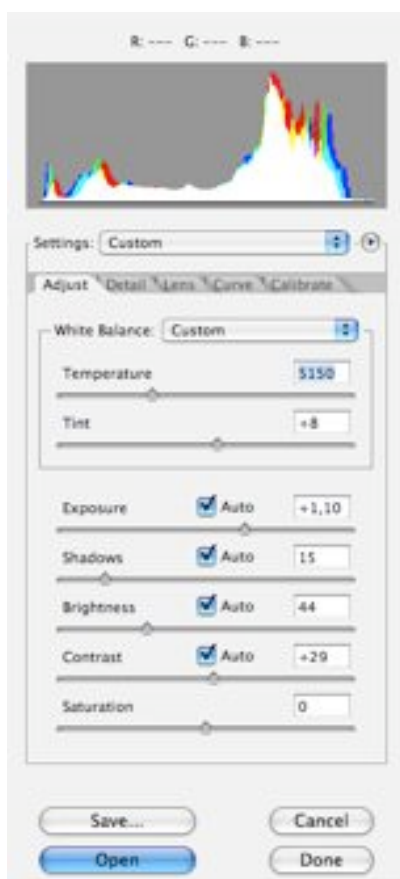 R: --- G: --- B: ---
Settings: Custom
Adjust Detail Lens Curve Calibrate
White Balance: Custom
Temperature 5150
Tint +8
Exposure Auto +1,10
Shadows Auto 15
Brightness Auto 44
Contrast Auto +29
Saturation 0
Save... Cancel
Open Done